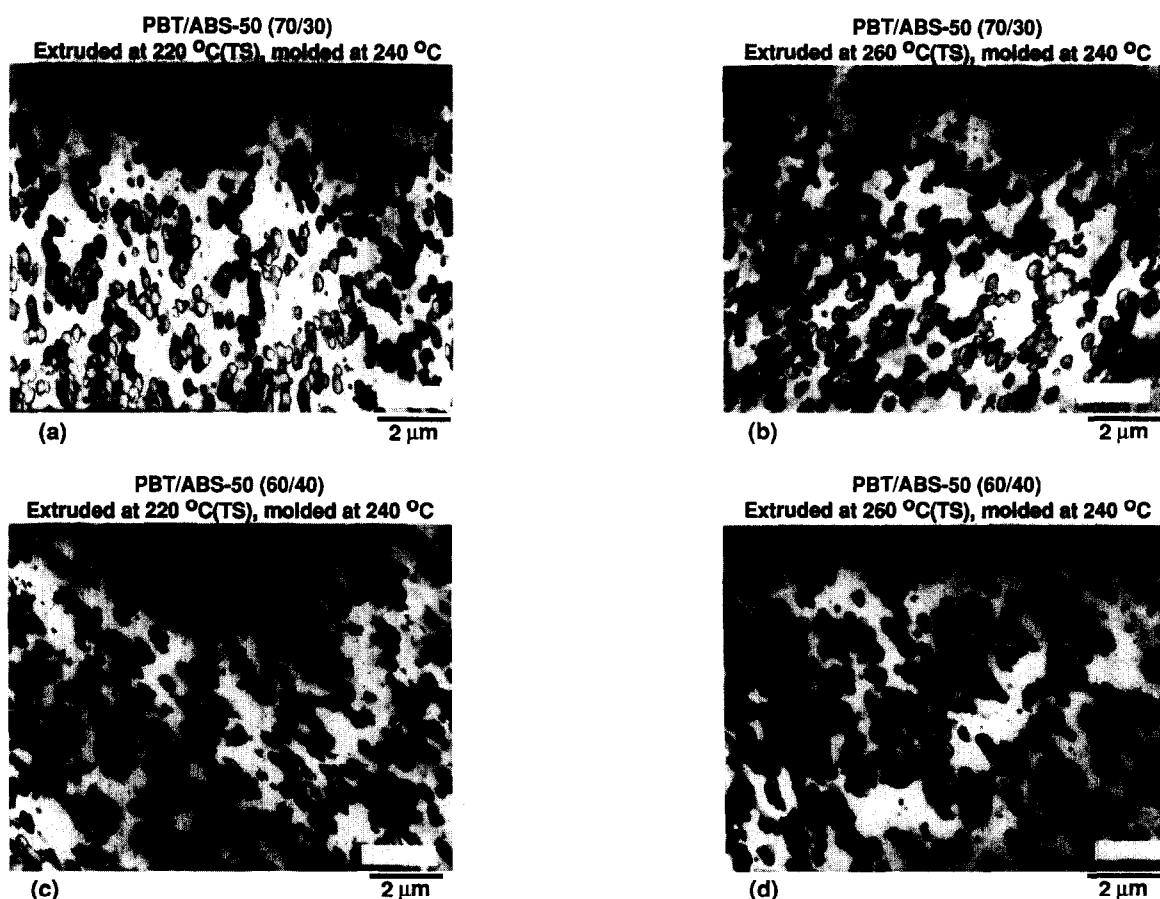 PBT/ABS-50 (70/30)
Extruded at 220 °C(TS), molded at 240 °C
PBT/ABS-50 (70/30)
Extruded at 260 °C(TS), molded at 240 °C
(a)
2 μm
(b)
2 μm
PBT/ABS-50 (60/40)
Extruded at 220 °C(TS), molded at 240 °C
PBT/ABS-50 (60/40)
Extruded at 260 °C(TS), molded at 240 °C
(c)
2 μm
(d)
2 μm